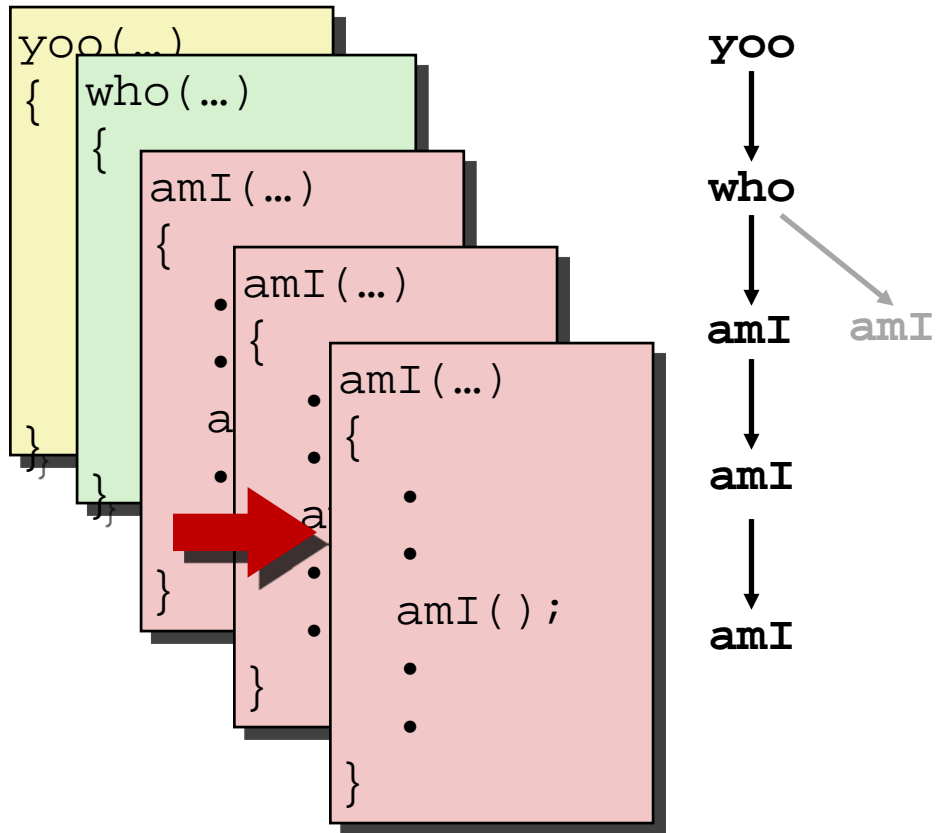 yoo(…)
{
}
}
who(…)
{
}
}
amI(…)
{
•
•
a
•
}
amI(…)
{
•
•
a
•
•
}
amI(…)
{
•
•
amI();
•
•
}
yoo
who
amI amI
amI
amI